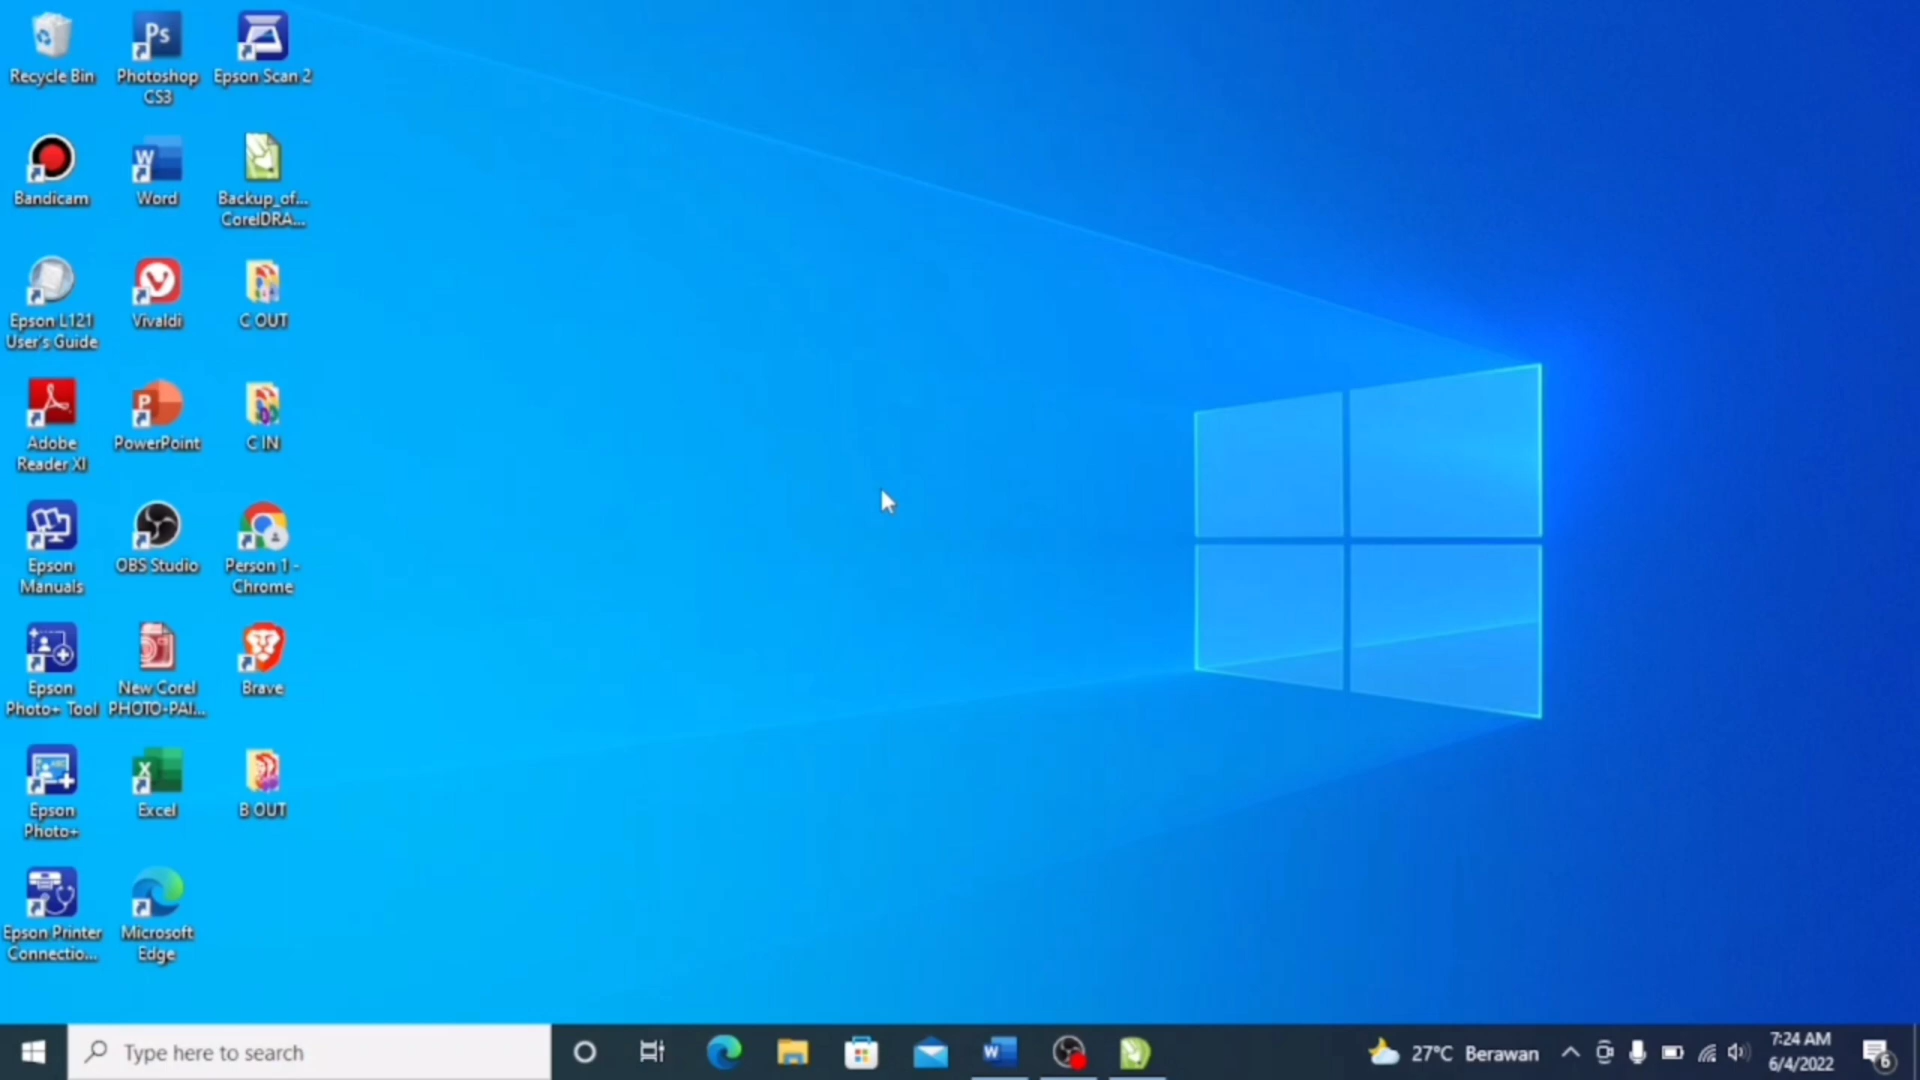 Recycle Bin
Ps
Photoshop
CS3
Epson Scan 2
Bandicam
W
Word
Backup_of...
CorelDRA...
Epson L121
User's Guide
Vivaldi
C OUT
Adobe
Reader XI
P
PowerPoint
C IN
Epson
Manuals
OBS Studio
Person 1 -
Chrome
Epson
Photo+ Tool
New Corel
PHOTO-PAI...
Brave
Epson
Photo+
X
Excel
B OUT
Epson Printer
Connectio...
Microsoft
Edge
Type here to search
W
27°C Berawan
7:24 AM
6/4/2022
6